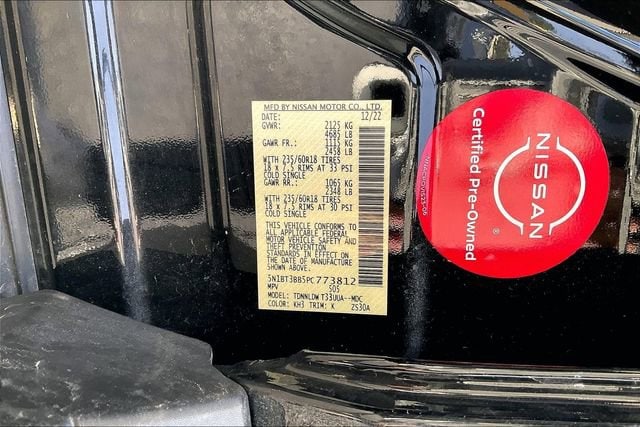 MFD BY NISSAN MOTOR CO., LTD.
DATE: 12/22
GVWR: 2125 KG
4685 LB
GAWR FR.: 1115 KG
2458 LB
WITH 235/60R18 TIRES
18 x 7.5 RIMS AT 33 PSI
COLD SINGLE
GAWR RR.: 1065 KG
2348 LB
WITH 235/60R18 TIRES
18 x 7.5 RIMS AT 30 PSI
COLD SINGLE
THIS VEHICLE CONFORMS TO
ALL APPLICABLE FEDERAL
MOTOR VEHICLE SAFETY AND
THEFT PREVENTION
STANDARDS IN EFFECT ON
THE DATE OF MANUFACTURE
SHOWN ABOVE.
5N1BT3BB5PC773812
MPV S05
MODEL: TDNNLDW T33UUA--MDC
COLOR: KH3 TRIM: K 2S30A
NISSAN
Certified Pre-Owned
®